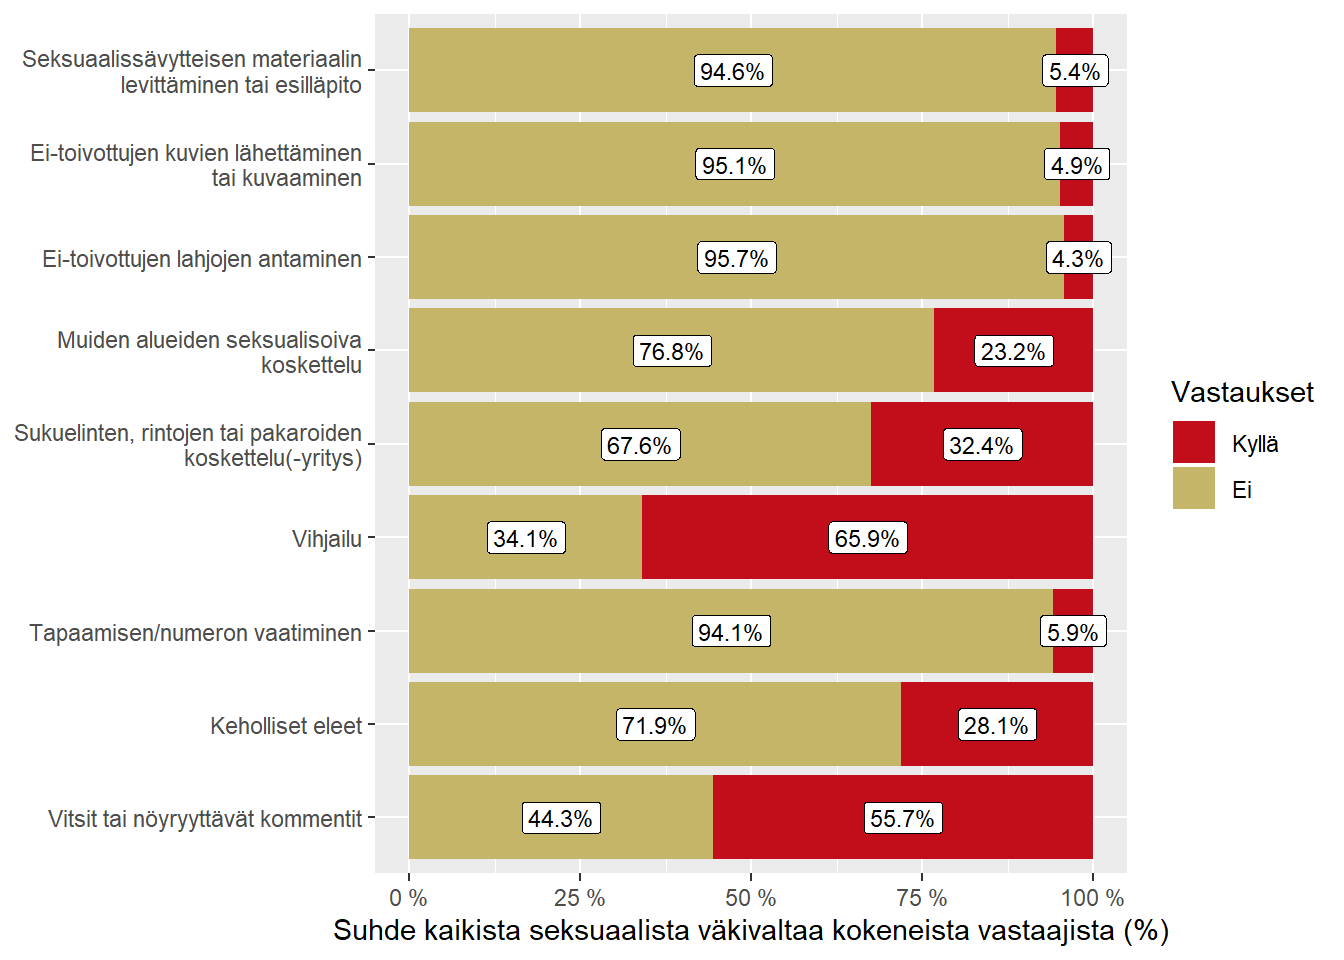 Seksuaalissävytteisen materiaalin
levittäminen tai esilläpito
94.6%
5.4%
Ei-toivottujen kuvien lähettäminen
tai kuvaaminen
95.1%
4.9%
Ei-toivottujen lahjojen antaminen
95.7%
4.3%
Muiden alueiden seksualisoiva
koskettelu
76.8%
23.2%
Sukuelinten, rintojen tai pakaroiden
koskettelu(-yritys)
67.6%
32.4%
Vihjailu
34.1%
65.9%
Tapaamisen/numeron vaatiminen
94.1%
5.9%
Keholliset eleet
71.9%
28.1%
Vitsit tai nöyryyttävät kommentit
44.3%
55.7%
0 %
25 %
50 %
75 %
100 %
Suhde kaikista seksuaalista väkivaltaa kokeneista vastaajista (%)
Vastaukset
Kyllä
Ei